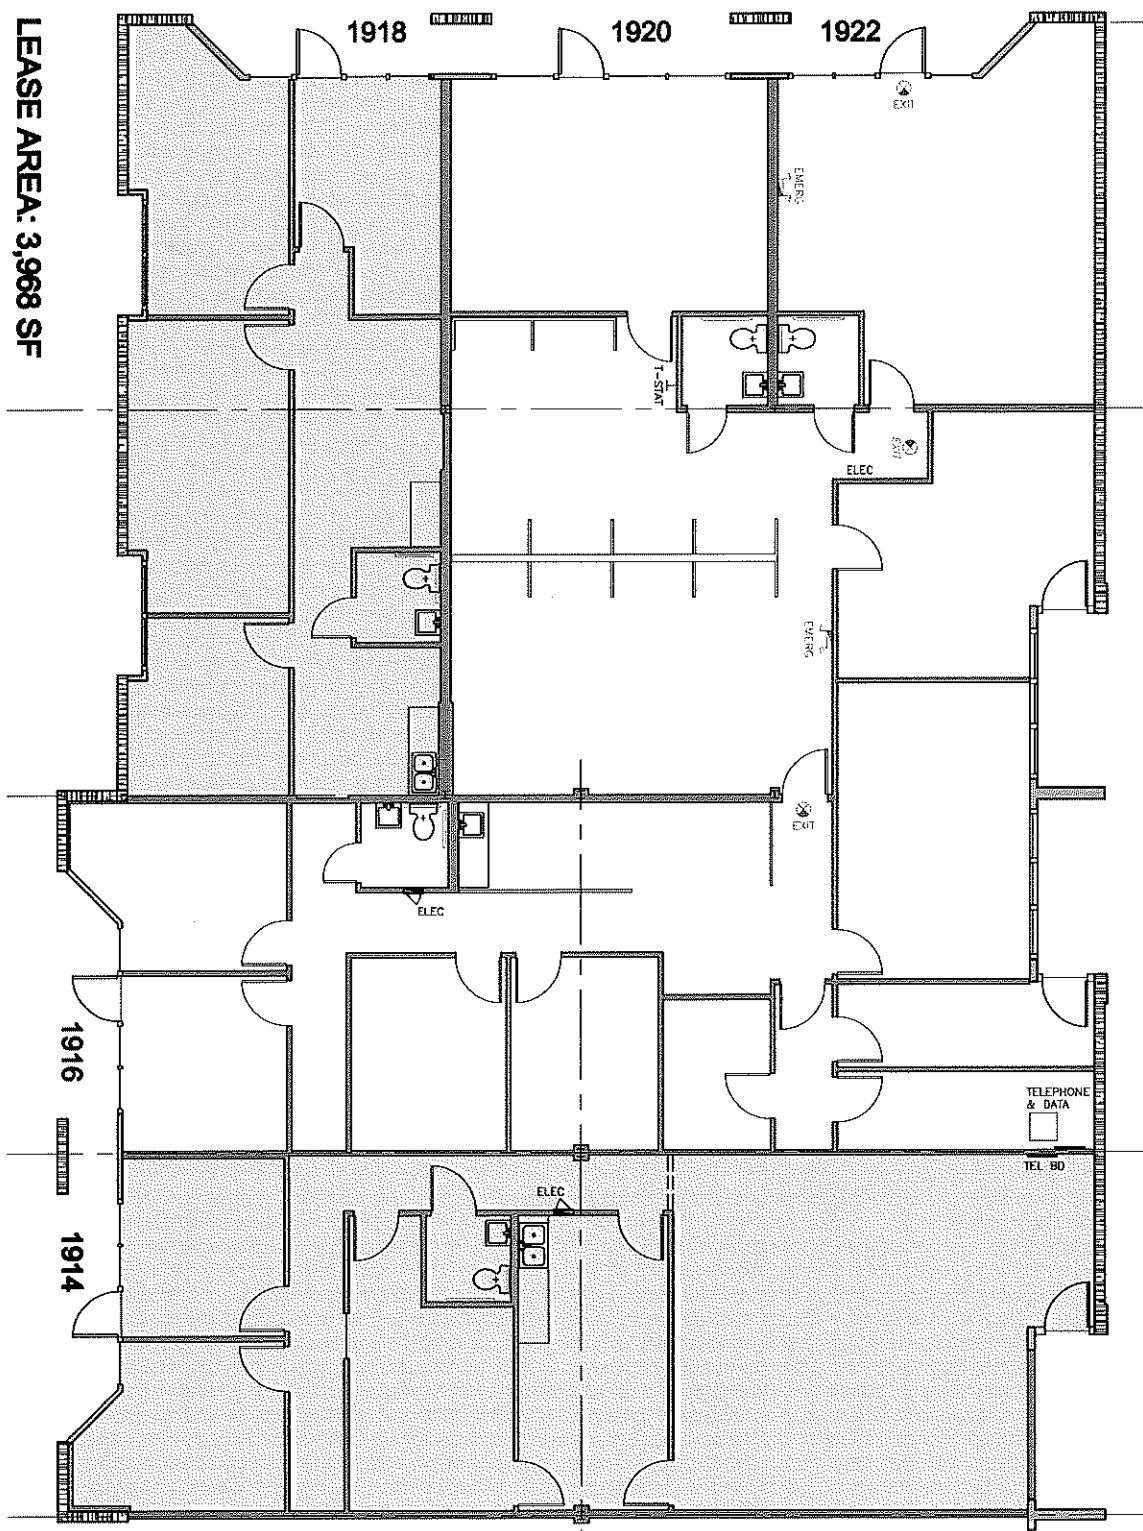 LEASE AREA: 3,968 SF
1918
1920
1922
EXIT
EMERG
T-STAT
EXIT
ELEC
EMERG
EXIT
ELEC
1916
TELEPHONE
& DATA
TEL BD
ELEC
1914